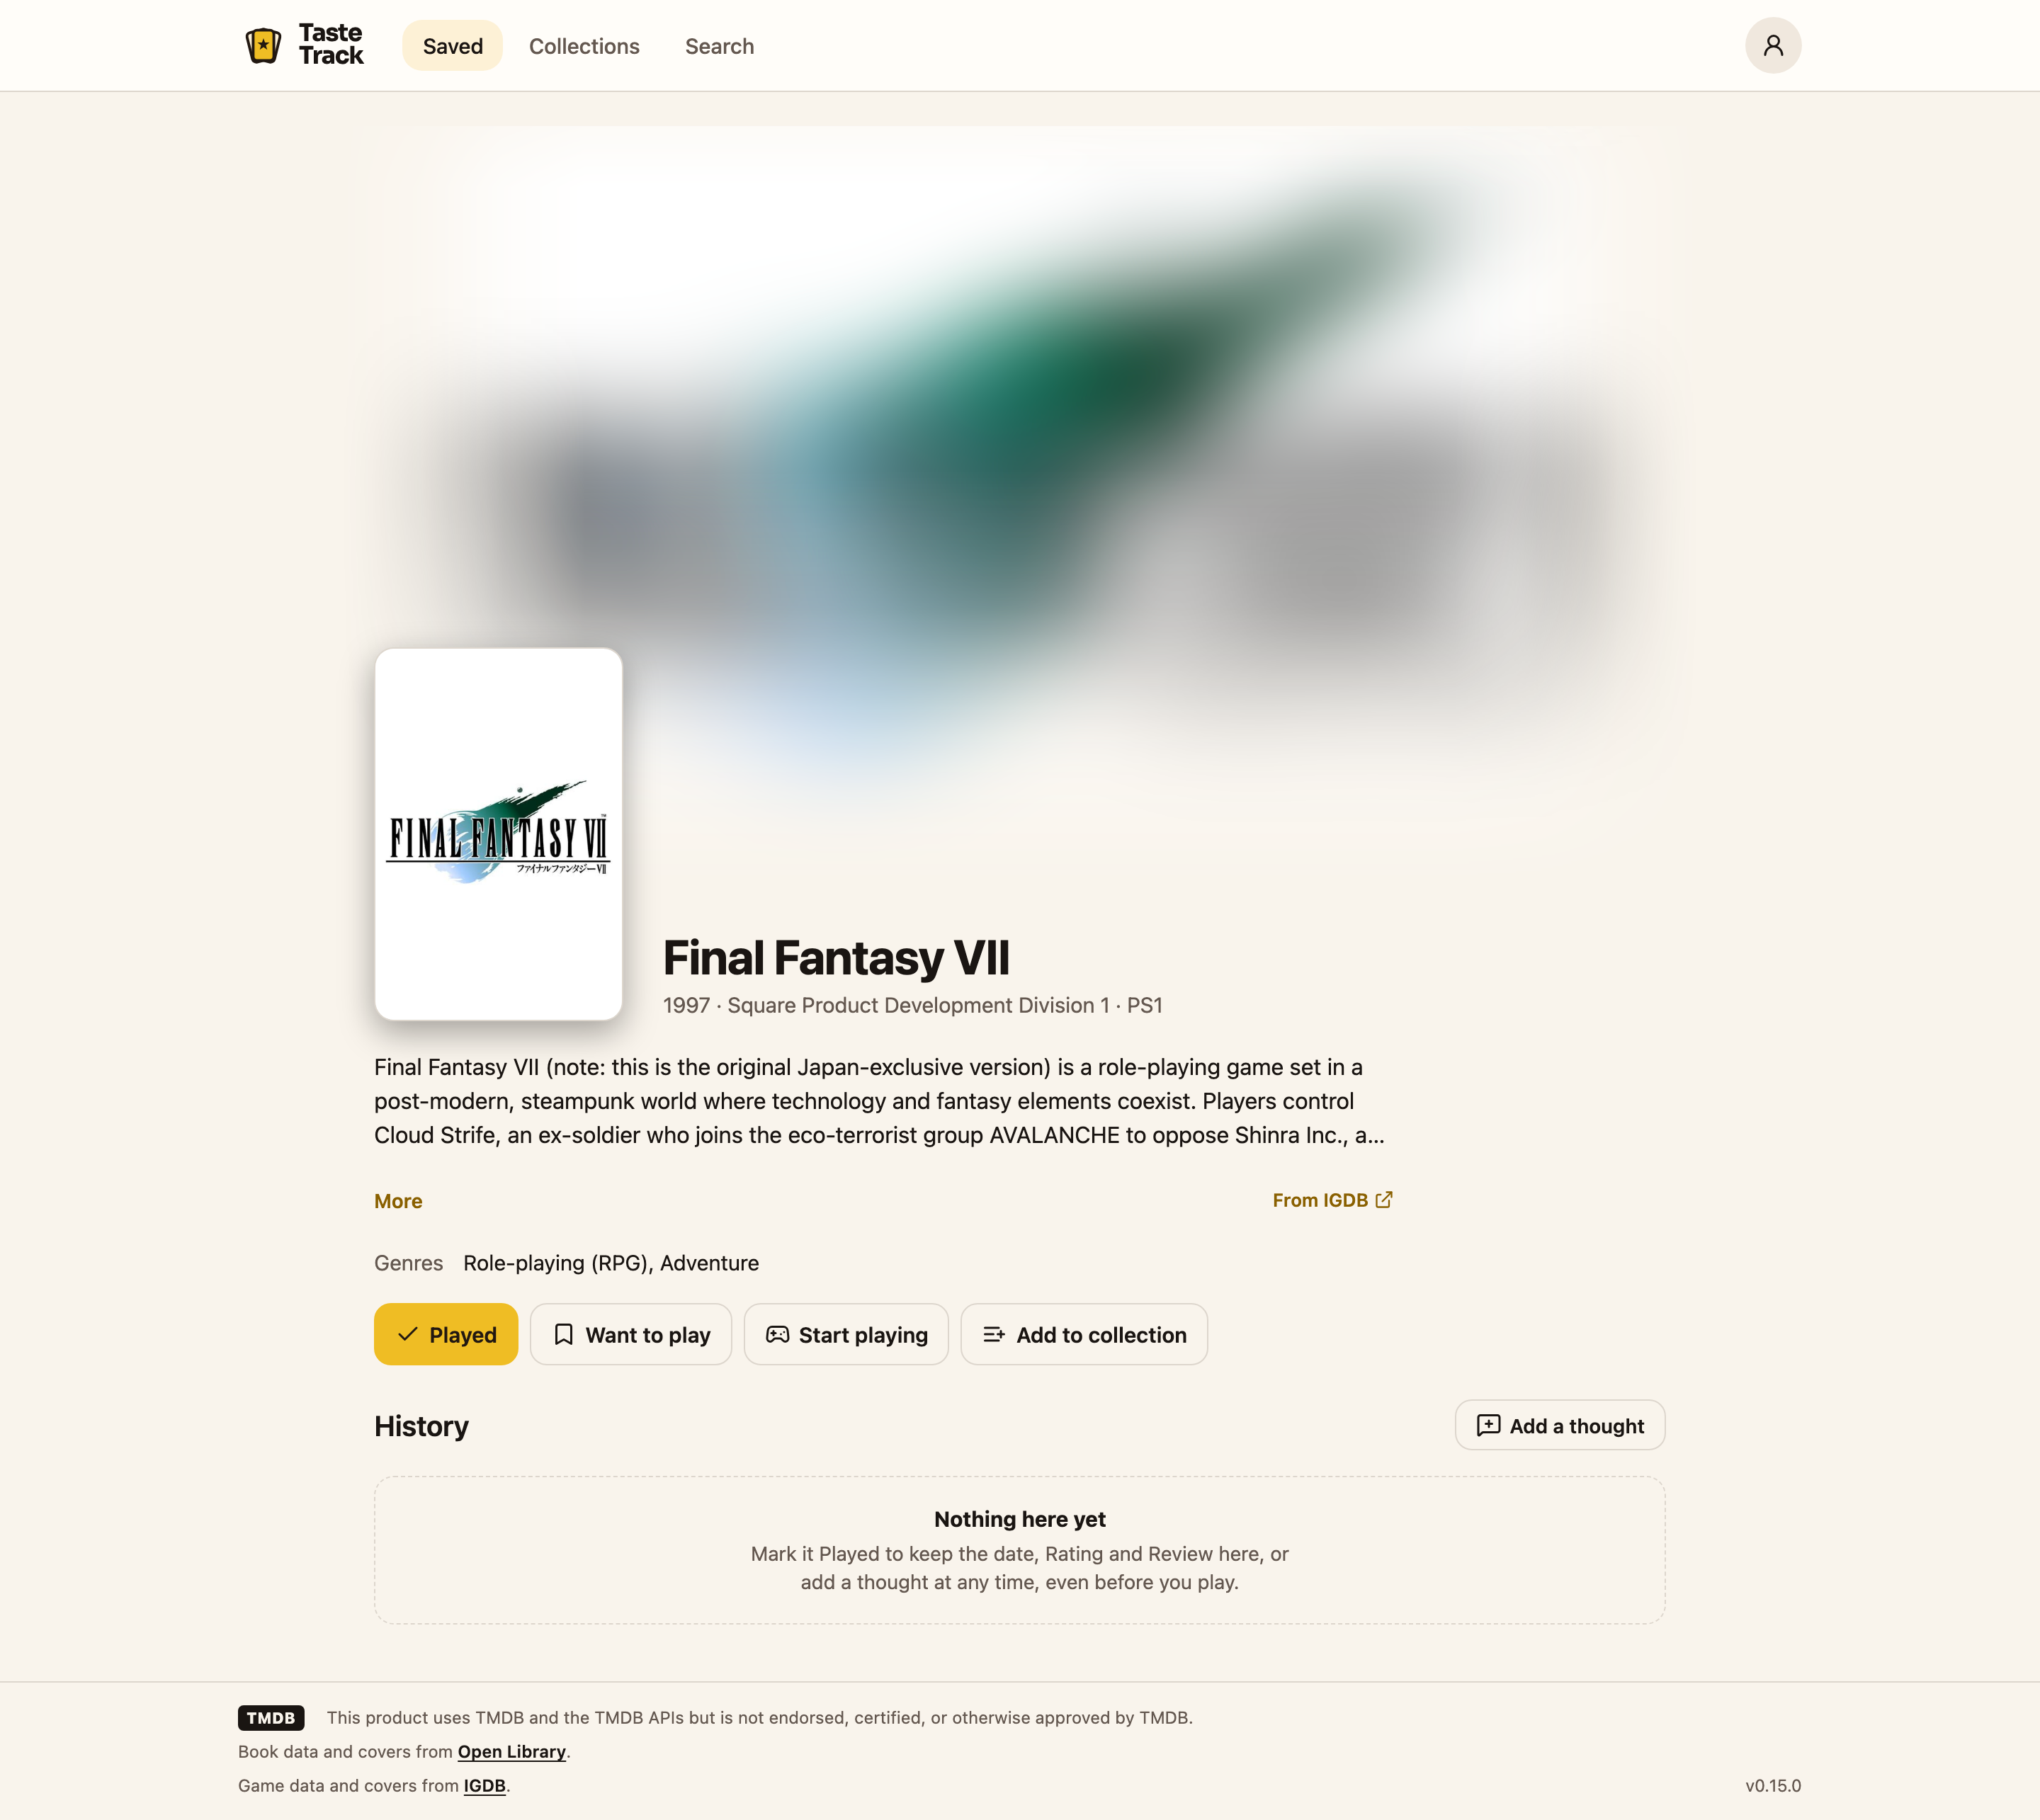 Taste
Track
Saved
Collections
Search
FINAL FANTASY VII
ファイナルファンタジーVII
Final Fantasy VII
1997 · Square Product Development Division 1 · PS1
Final Fantasy VII (note: this is the original Japan-exclusive version) is a role-playing game set in a
post-modern, steampunk world where technology and fantasy elements coexist. Players control
Cloud Strife, an ex-soldier who joins the eco-terrorist group AVALANCHE to oppose Shinra Inc., a…
More
From IGDB
Genres Role-playing (RPG), Adventure
Played
Want to play
Start playing
Add to collection
History
Add a thought
Nothing here yet
Mark it Played to keep the date, Rating and Review here, or
add a thought at any time, even before you play.
TMDB This product uses TMDB and the TMDB APIs but is not endorsed, certified, or otherwise approved by TMDB.
Book data and covers from Open Library.
Game data and covers from IGDB.
v0.15.0